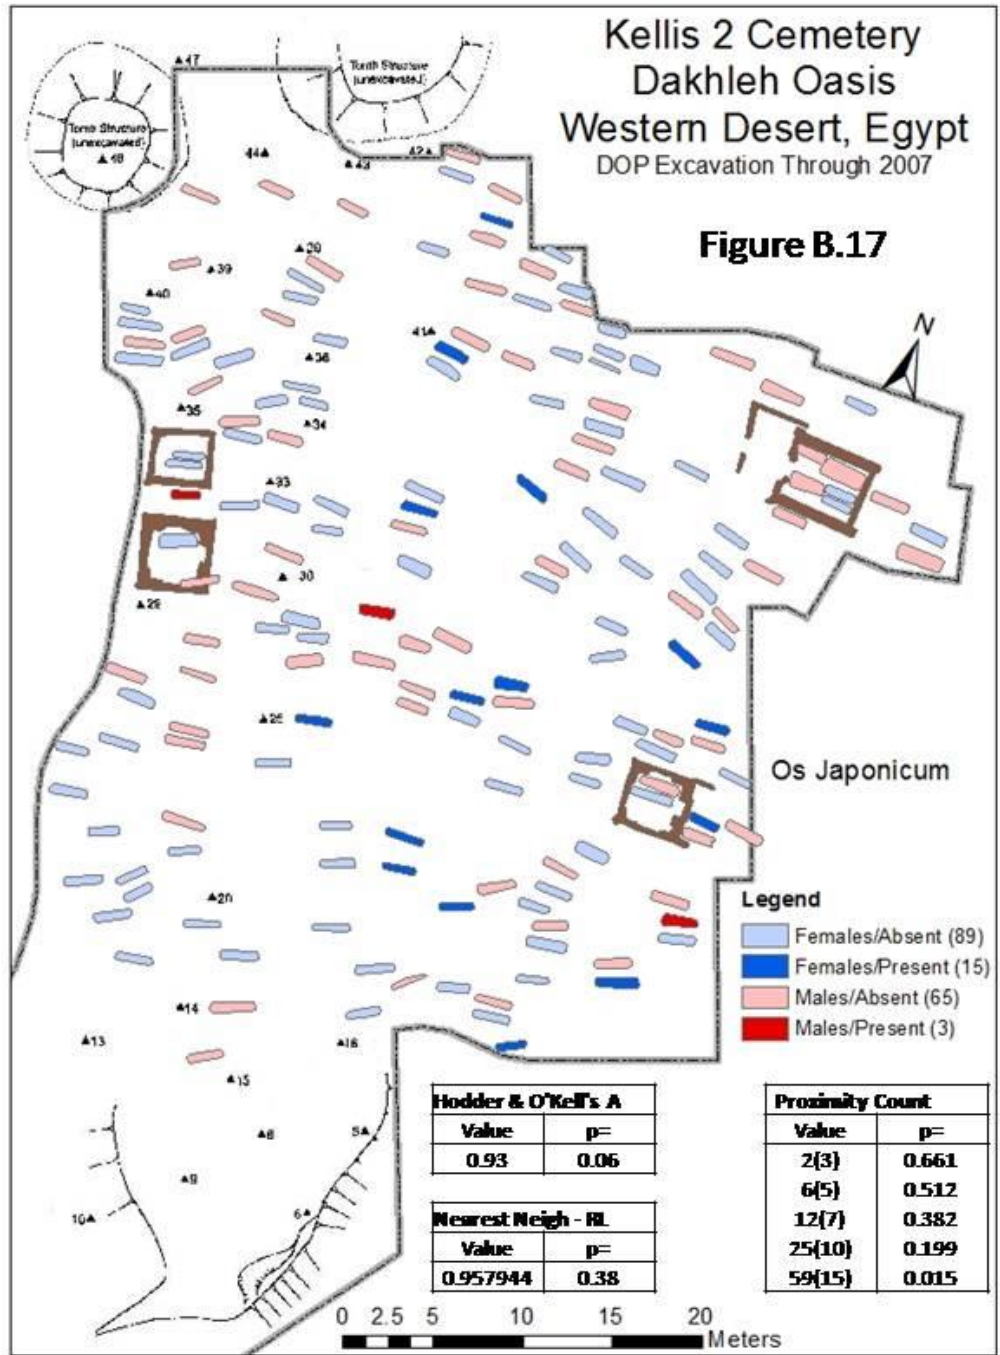 Kellis 2 Cemetery
Dakhleh Oasis
Western Desert, Egypt
DOP Excavation Through 2007
Figure B.17
N
▲47
Tomb Structure
(unexcavated)
▲48
Tomb Structure
(unexcavated)
44▲
▲43
42▲
▲39
▲40
41▲
▲36
▲35
▲34
▲33
▲ 30
▲29
▲25
▲20
▲14
▲13
▲16
▲15
▲8
5▲
▲9
10▲
6▲
Os Japonicum
Legend
Females/Absent (89)
Females/Present (15)
Males/Absent (65)
Males/Present (3)
Hodder & O'Kell's A
Value p=
0.93 0.06
Nearest Neigh - RL
Value p=
0.957944 0.38
Proximity Count
Value p=
2(3) 0.661
6(5) 0.512
12(7) 0.382
25(10) 0.199
59(15) 0.015
0 2.5 5 10 15 20
Meters